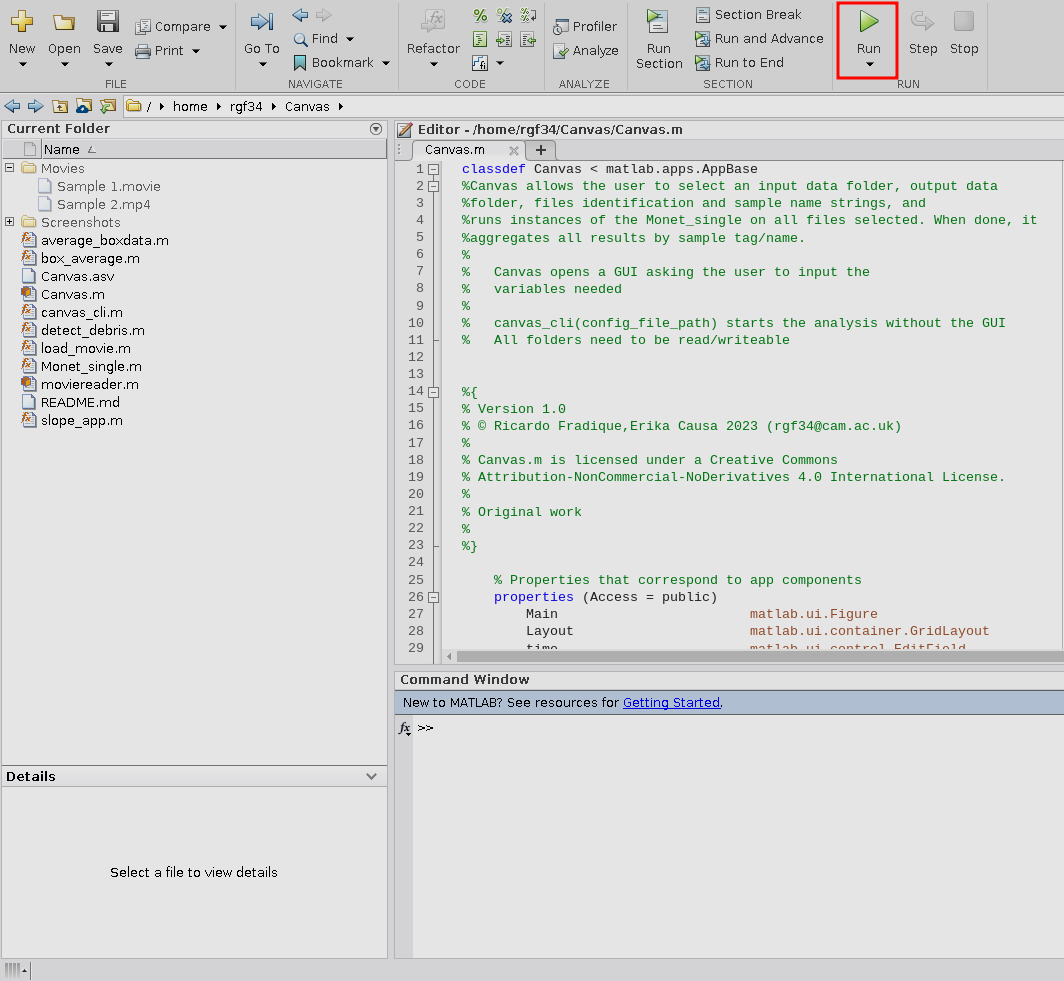 New
Open
Save
Compare
Print
FILE
Go To
Find
Bookmark
NAVIGATE
Refactor
CODE
Profiler
Analyze
ANALYZE
Run
Section
Section Break
Run and Advance
Run to End
SECTION
Run
Step
Stop
RUN
/ home rgf34 Canvas
Current Folder
Name
Movies
Sample 1.movie
Sample 2.mp4
Screenshots
average_boxdata.m
box_average.m
Canvas.asv
Canvas.m
canvas_cli.m
detect_debris.m
load_movie.m
Monet_single.m
moviereader.m
README.md
slope_app.m
Details
Select a file to view details
Editor - /home/rgf34/Canvas/Canvas.m
Canvas.m
1 classdef Canvas < matlab.apps.AppBase
2 %Canvas allows the user to select an input data folder, output data
3 %folder, files identification and sample name strings, and
4 %runs instances of the Monet_single on all files selected. When done, it
5 %aggregates all results by sample tag/name.
6 %
7 %   Canvas opens a GUI asking the user to input the
8 %   variables needed
9 %
10 %   canvas_cli(config_file_path) starts the analysis without the GUI
11 %   All folders need to be read/writeable
12
13
14 %{
15 % Version 1.0
16 % © Ricardo Fradique,Erika Causa 2023 (rgf34@cam.ac.uk)
17 %
18 % Canvas.m is licensed under a Creative Commons
19 % Attribution-NonCommercial-NoDerivatives 4.0 International License.
20 %
21 % Original work
22 %
23 %}
24
25     % Properties that correspond to app components
26     properties (Access = public)
27         Main                        matlab.ui.Figure
28         Layout                      matlab.ui.container.GridLayout
29         time                        matlab.ui.control.EditField
Command Window
New to MATLAB? See resources for Getting Started.
fx >>